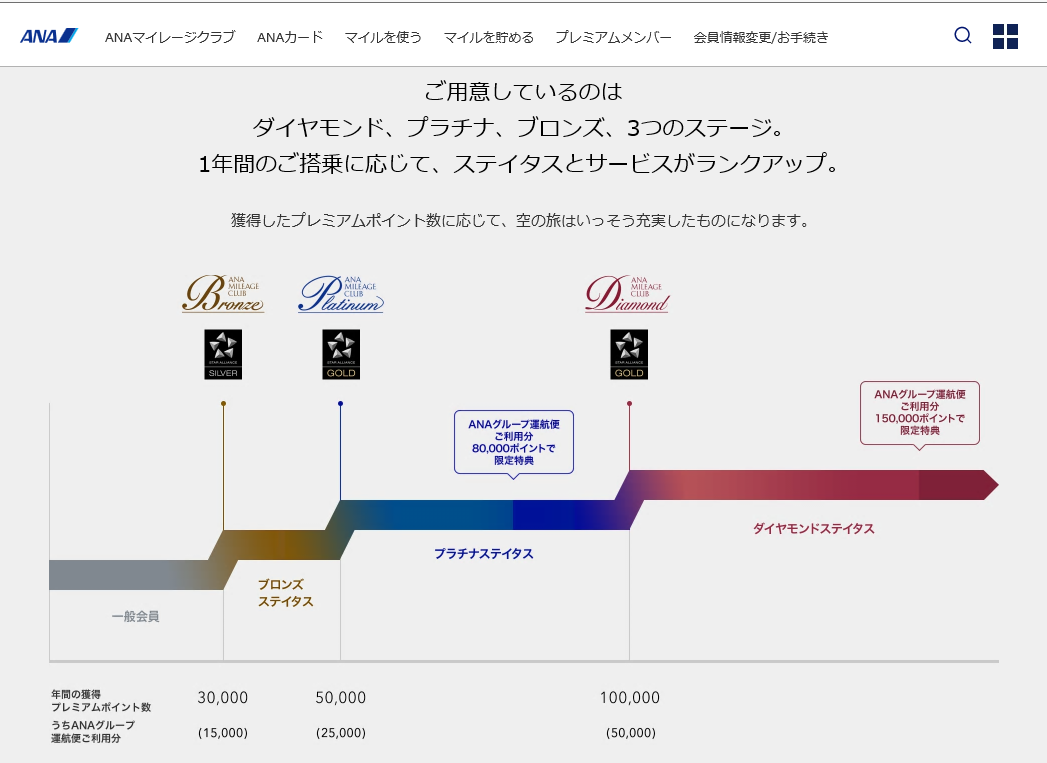 ANA
ANAマイレージクラブ
ANAカード
マイルを使う
マイルを貯める
プレミアムメンバー
会員情報変更/お手続き
ご用意しているのは
ダイヤモンド、プラチナ、ブロンズ、3つのステージ。
1年間のご搭乗に応じて、ステイタスとサービスがランクアップ。
獲得したプレミアムポイント数に応じて、空の旅はいっそう充実したものになります。
ANA
MILEAGE
CLUB
Bronze
ANA
MILEAGE
CLUB
Platinum
ANA
MILEAGE
CLUB
Diamond
STAR ALLIANCE
SILVER
STAR ALLIANCE
GOLD
STAR ALLIANCE
GOLD
ANAグループ運航便
ご利用分
80,000ポイントで
限定特典
ANAグループ運航便
ご利用分
150,000ポイントで
限定特典
一般会員
ブロンズ
ステイタス
プラチナステイタス
ダイヤモンドステイタス
年間の獲得
プレミアムポイント数
30,000
50,000
100,000
うちANAグループ
運航便ご利用分
(15,000)
(25,000)
(50,000)